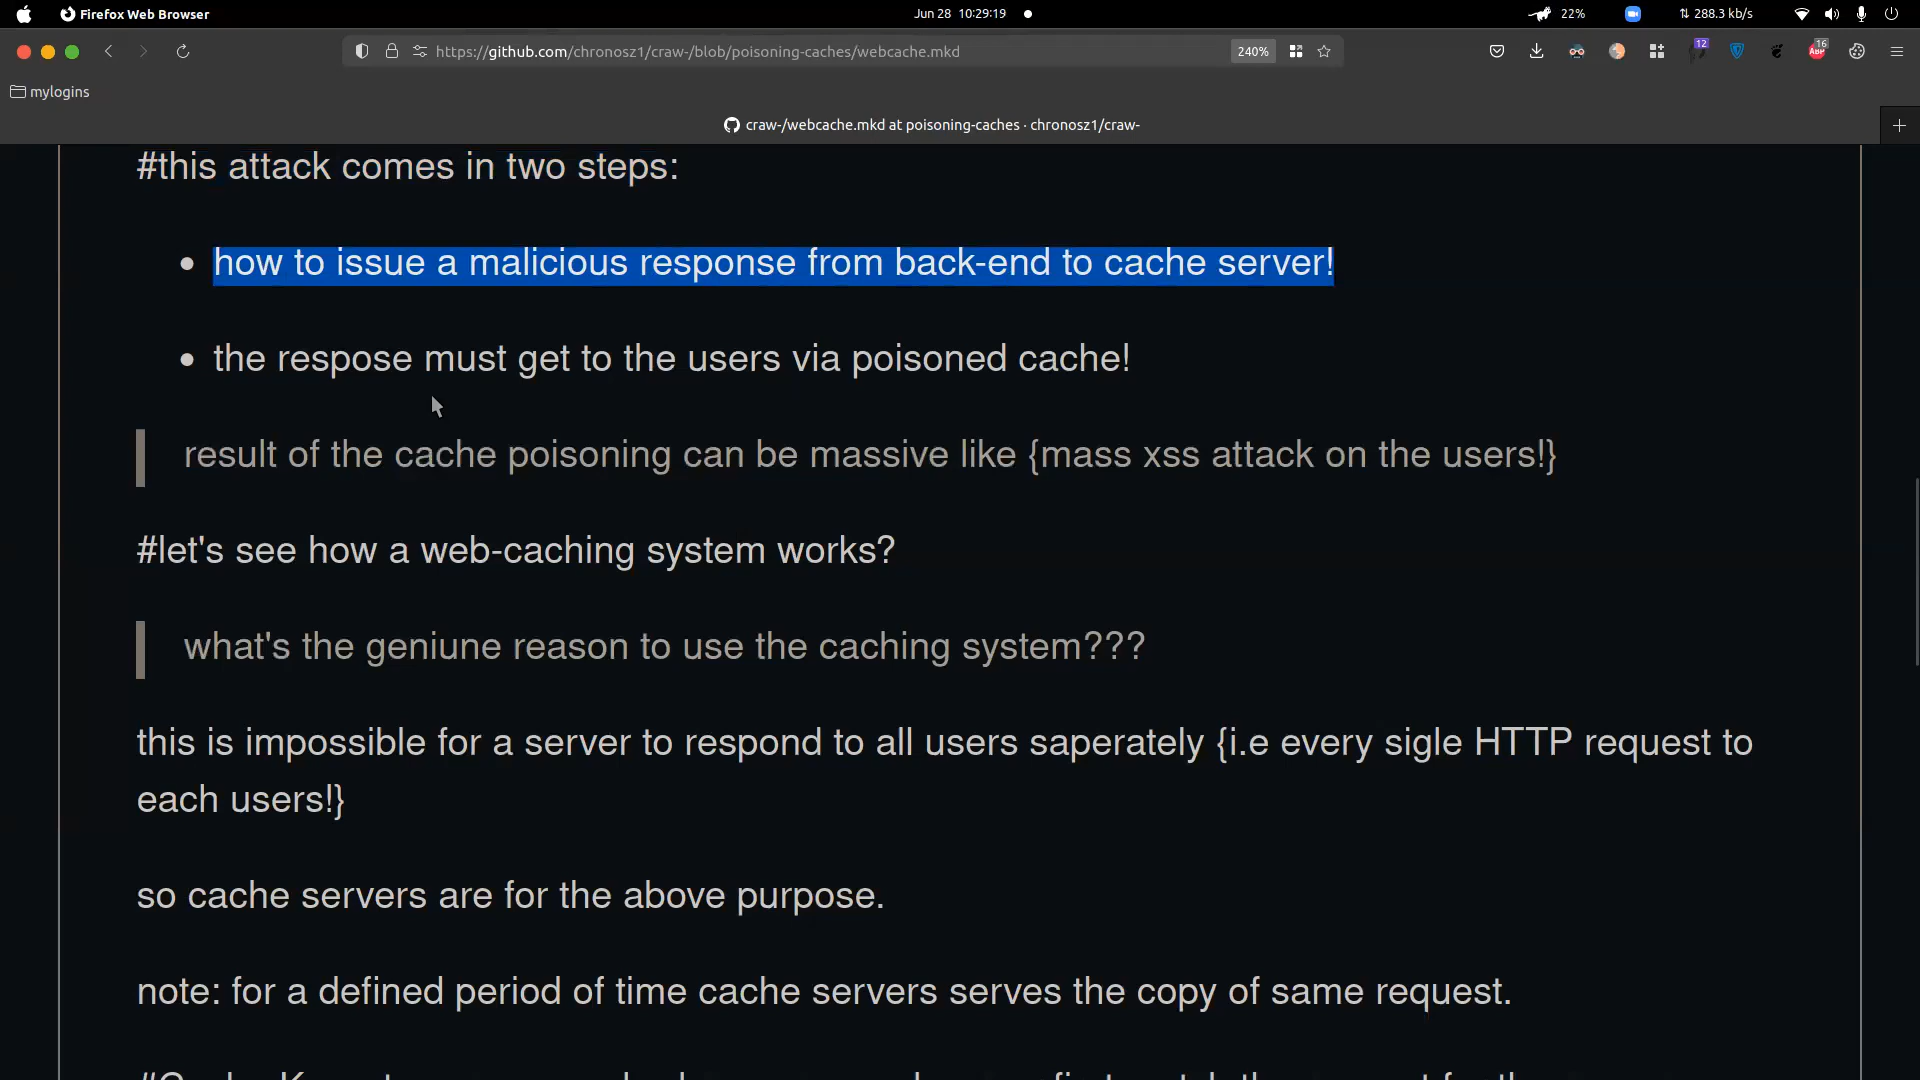 Firefox Web Browser
Jun 28 10:29:19
22%
288.3 kb/s
https://github.com/chronosz1/craw-/blob/poisoning-caches/webcache.mkd
240%
12
ABP
16
mylogins
craw-/webcache.mkd at poisoning-caches · chronosz1/craw-
#this attack comes in two steps:
• how to issue a malicious response from back-end to cache server!
• the respose must get to the users via poisoned cache!
result of the cache poisoning can be massive like {mass xss attack on the users!}
#let's see how a web-caching system works?
what's the geniune reason to use the caching system???
this is impossible for a server to respond to all users saperately {i.e every sigle HTTP request to
each users!}
so cache servers are for the above purpose.
note: for a defined period of time cache servers serves the copy of same request.